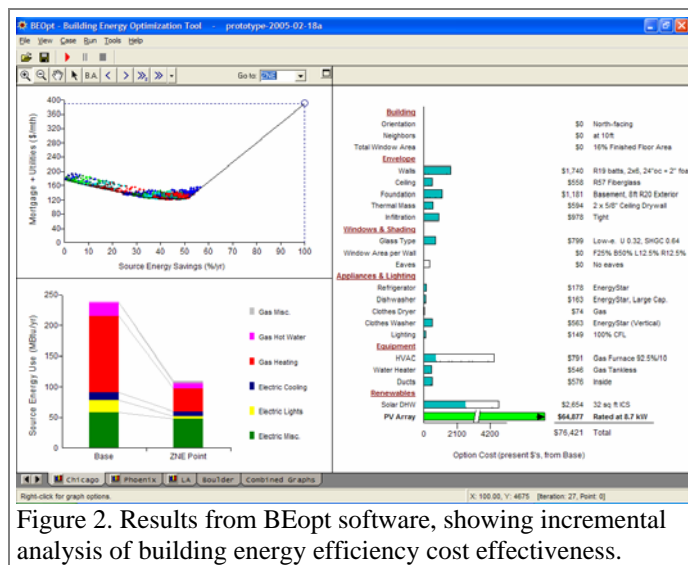 BEOpt - Building Energy Optimization Tool - prototype-2005-02-18a
File View Case Run Tools Help
B.A. Go to: ZNE
Mortgage + Utilities ($/mth)
400
360
320
280
240
200
160
120
80
40
0
0 10 20 30 40 50 60 70 80 90 100
Source Energy Savings (%/yr)
Source Energy Use (MBtu/yr)
250
200
150
100
50
0
Base ZNE Point
Gas Misc.
Gas Hot Water
Gas Heating
Electric Cooling
Electric Lights
Electric Misc.
Building
Orientation $0 North-facing
Neighbors $0 at 10ft
Total Window Area $0 16% Finished Floor Area
Envelope
Walls $1,740 R19 batts, 2x6, 24"oc + 2" foa
Ceiling $558 R57 Fiberglass
Foundation $1,181 Basement, 8ft R20 Exterior
Thermal Mass $594 2 x 5/8" Ceiling Drywall
Infiltration $978 Tight
Windows & Shading
Glass Type $799 Low-e, U 0.32, SHGC 0.64
Window Area per Wall $0 F25% B50% L12.5% R12.5%
Eaves $0 No eaves
Appliances & Lighting
Refrigerator $178 EnergyStar
Dishwasher $163 EnergyStar, Large Cap.
Clothes Dryer $74 Gas
Clothes Washer $563 EnergyStar (Vertical)
Lighting $149 100% CFL
Equipment
HVAC $791 Gas Furnace 92.5%/10
Water Heater $546 Gas Tankless
Ducts $576 Inside
Renewables
Solar DHW $2,654 32 sq ft ICS
PV Array $64,877 Rated at 8.7 kW
0 2100 4200 $76,421 Total
Option Cost (present $'s, from Base)
Chicago Phoenix LA Boulder Combined Graphs
Right-click for graph options. X: 100.00, Y: 4675 [Iteration: 27, Point: 0]
Figure 2. Results from BEopt software, showing incremental
analysis of building energy efficiency cost effectiveness.